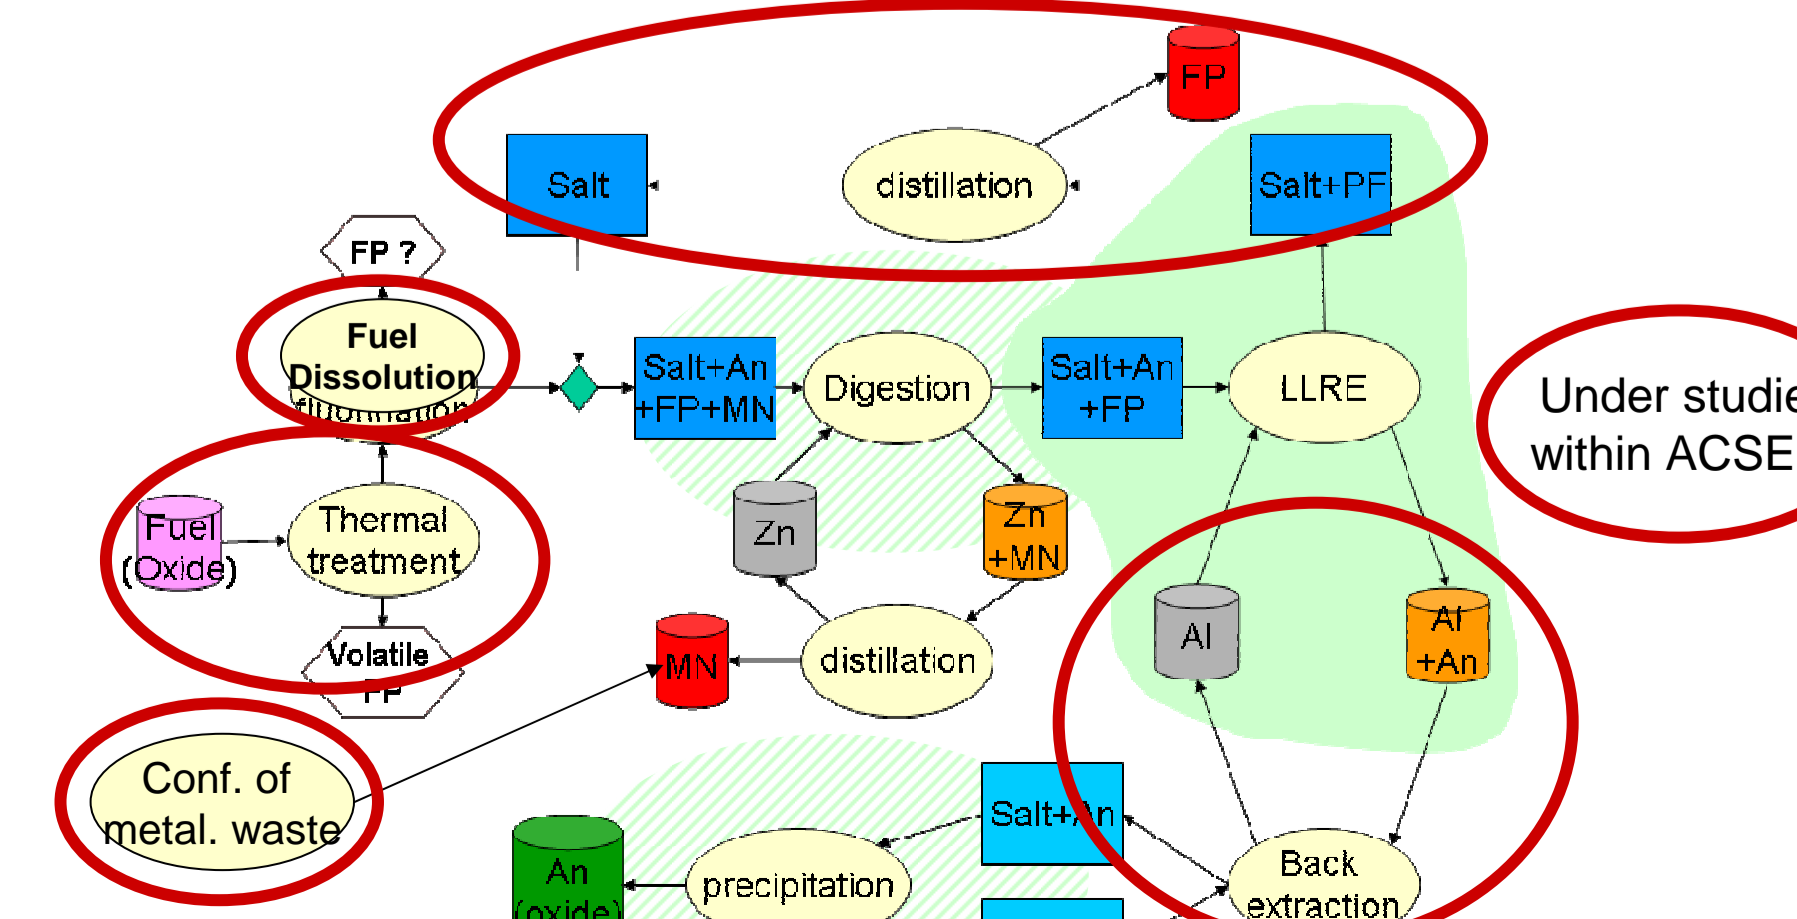 FP
Salt
distillation
Salt+PF
FP ?
Fuel
Dissolution
Salt+An
+FP+MN
Digestion
Salt+An
+FP
LLRE
Under studie
within ACSE
Fuel
(Oxide)
Thermal
treatment
Zn
Zn
+MN
Volatile
FP
MN
distillation
Al
Al
+An
Conf. of
metal. waste
Salt+An
An
(oxide)
precipitation
Back
extraction